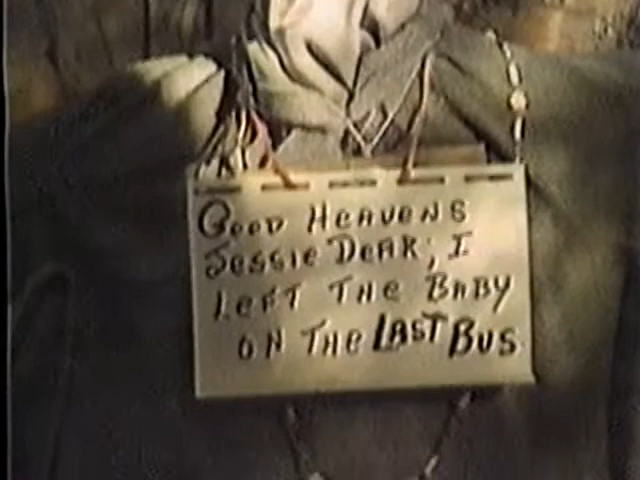 Good Heavens
Jessie Dear, I
Left the Baby
on the Last Bus